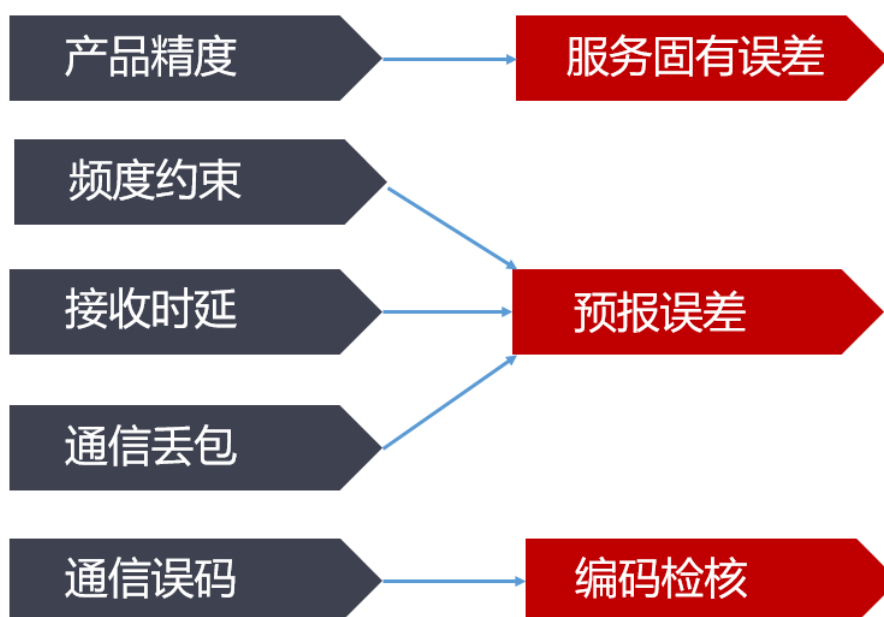 产品精度
服务固有误差
频度约束
接收时延
预报误差
通信丢包
通信误码
编码检核